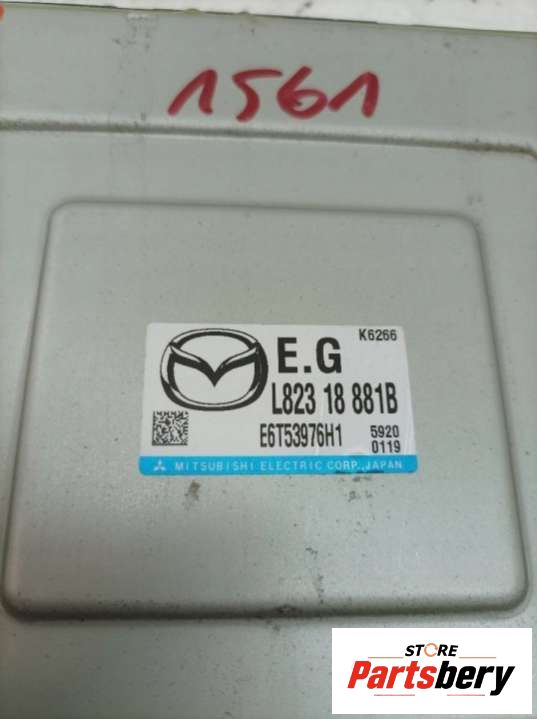 1561
K6266
E.G
L823 18 881B
E6T53976H1 5920
0119
MITSUBISHI ELECTRIC CORP., JAPAN
STORE
Partsbery